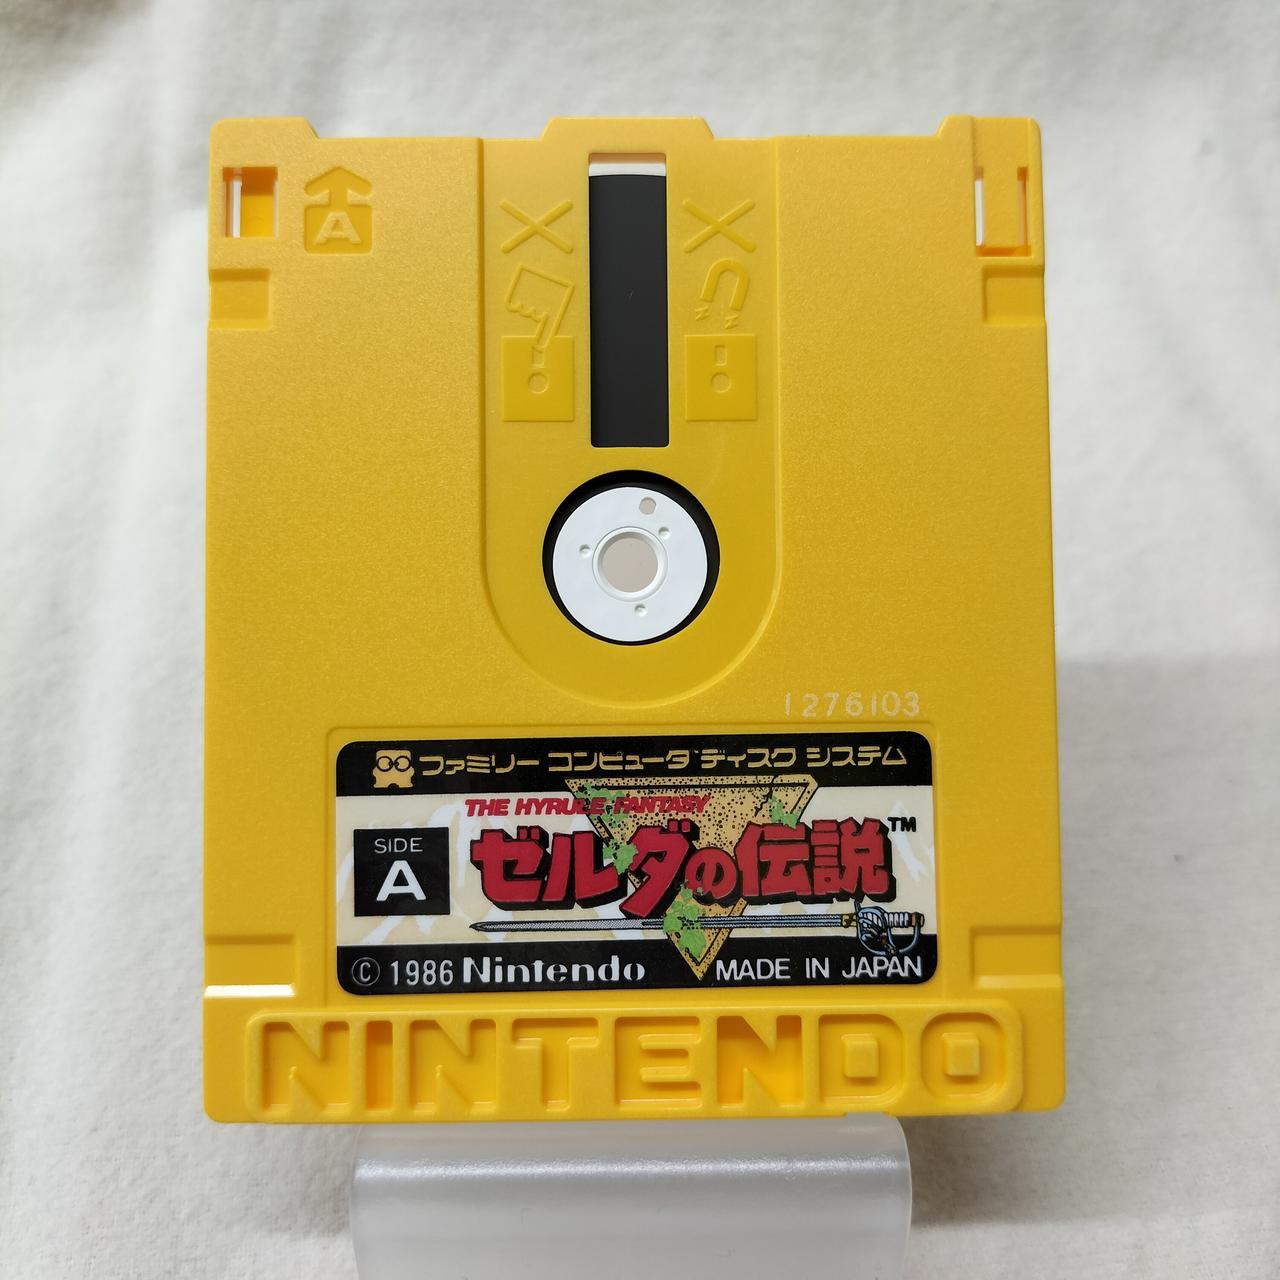 A
1276103
ファミリー コンピュータ ディスク システム
THE HYRULE FANTASY
ゼルダの伝説™
SIDE
A
© 1986 Nintendo MADE IN JAPAN
NINTENDO